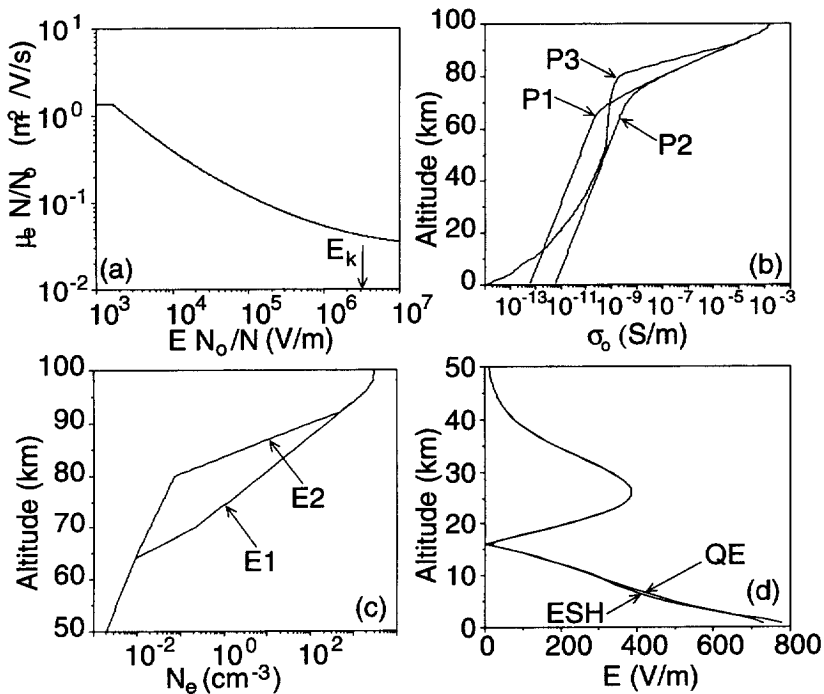 μe N/No (m² /V/s)
10¹
10⁰
10⁻¹
10⁻²
(a)
Ek
10³ 10⁴ 10⁵ 10⁶ 10⁷
E No/N (V/m)
Altitude (km)
100
80
60
40
20
0
P3
P1
P2
(b)
10⁻¹³ 10⁻¹¹ 10⁻⁹ 10⁻⁷ 10⁻⁵ 10⁻³
σo (S/m)
Altitude (km)
100
90
80
70
60
50
E2
E1
(c)
10⁻² 10⁰ 10²
Ne(cm⁻³)
Altitude (km)
50
40
30
20
10
0
QE
ESH
(d)
0 200 400 600 800
E (V/m)